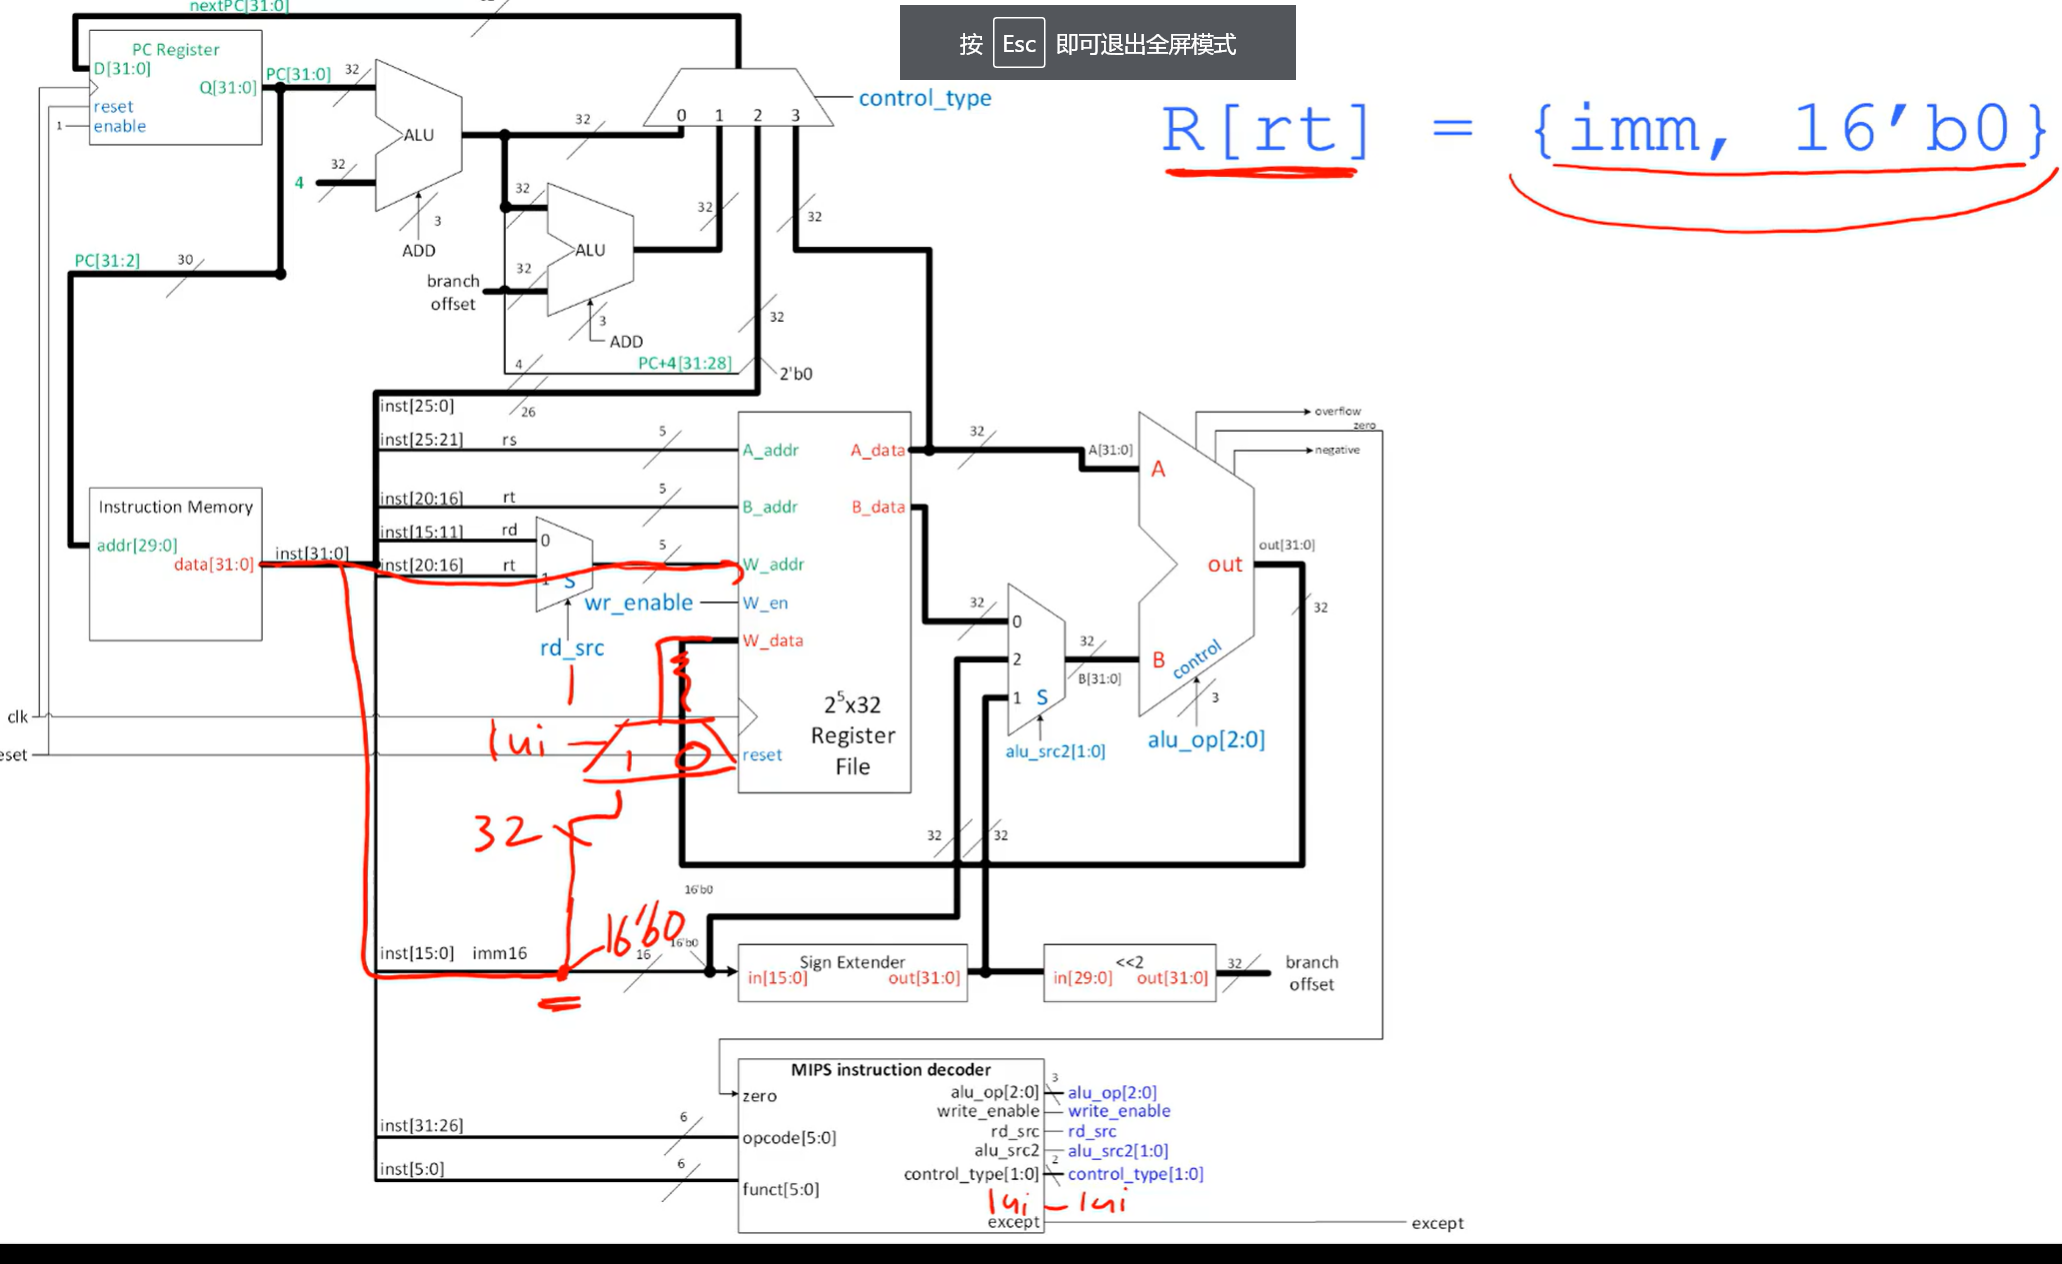 nextPC[31:0]
按 Esc 即可退出全屏模式
PC Register
D[31:0]
Q[31:0]
reset
enable
1
PC[31:0]
32
ALU
32
4
3
ADD
32
0 1 2 3
control_type
R[rt] = {imm, 16'b0}
32
ALU
32
branch
offset
3
ADD
32
32
32
PC[31:2]
30
4
PC+4[31:28]
2'b0
26
inst[25:0]
inst[25:21] rs
5
A_addr
A_data
32
A[31:0]
A
overflow
zero
negative
inst[20:16] rt
5
B_addr
B_data
inst[15:11] rd
0
Instruction Memory
addr[29:0]
data[31:0]
inst[31:0]
inst[20:16] rt
1 S
5
W_addr
wr_enable
W_en
rd_src
1
W_data
2⁵x32
Register
File
clk
reset
lui
1 0
32
0
2
1 S
32
B[31:0]
alu_src2[1:0]
B
control
3
alu_op[2:0]
out
out[31:0]
32
eset
32
32
16'b0
16'b0
16'b0
inst[15:0] imm16
16
Sign Extender
in[15:0] out[31:0]
<<2
in[29:0] out[31:0]
32
branch
offset
MIPS instruction decoder
zero
inst[31:26]
6
opcode[5:0]
inst[5:0]
6
funct[5:0]
alu_op[2:0]
3
alu_op[2:0]
write_enable
write_enable
rd_src
rd_src
alu_src2
alu_src2[1:0]
control_type[1:0]
2
control_type[1:0]
lui
lui
except
except